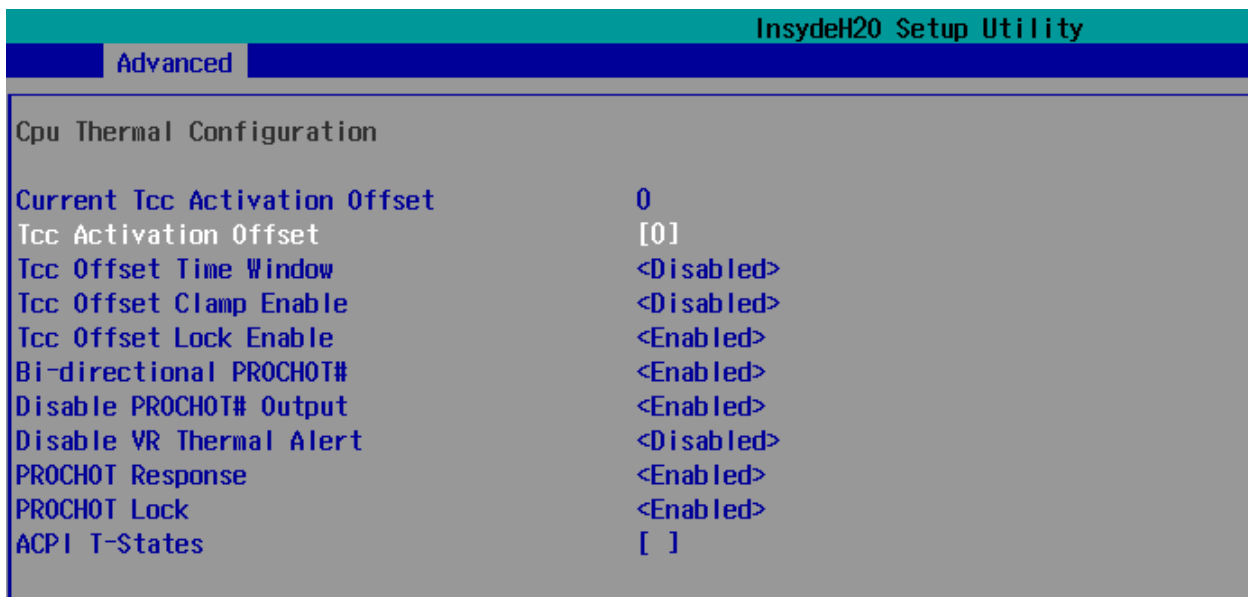 InsydeH20 Setup Utility
Advanced
Cpu Thermal Configuration
Current Tcc Activation Offset 0
Tcc Activation Offset [0]
Tcc Offset Time Window <Disabled>
Tcc Offset Clamp Enable <Disabled>
Tcc Offset Lock Enable <Enabled>
Bi-directional PROCHOT# <Enabled>
Disable PROCHOT# Output <Enabled>
Disable VR Thermal Alert <Disabled>
PROCHOT Response <Enabled>
PROCHOT Lock <Enabled>
ACPI T-States [ ]